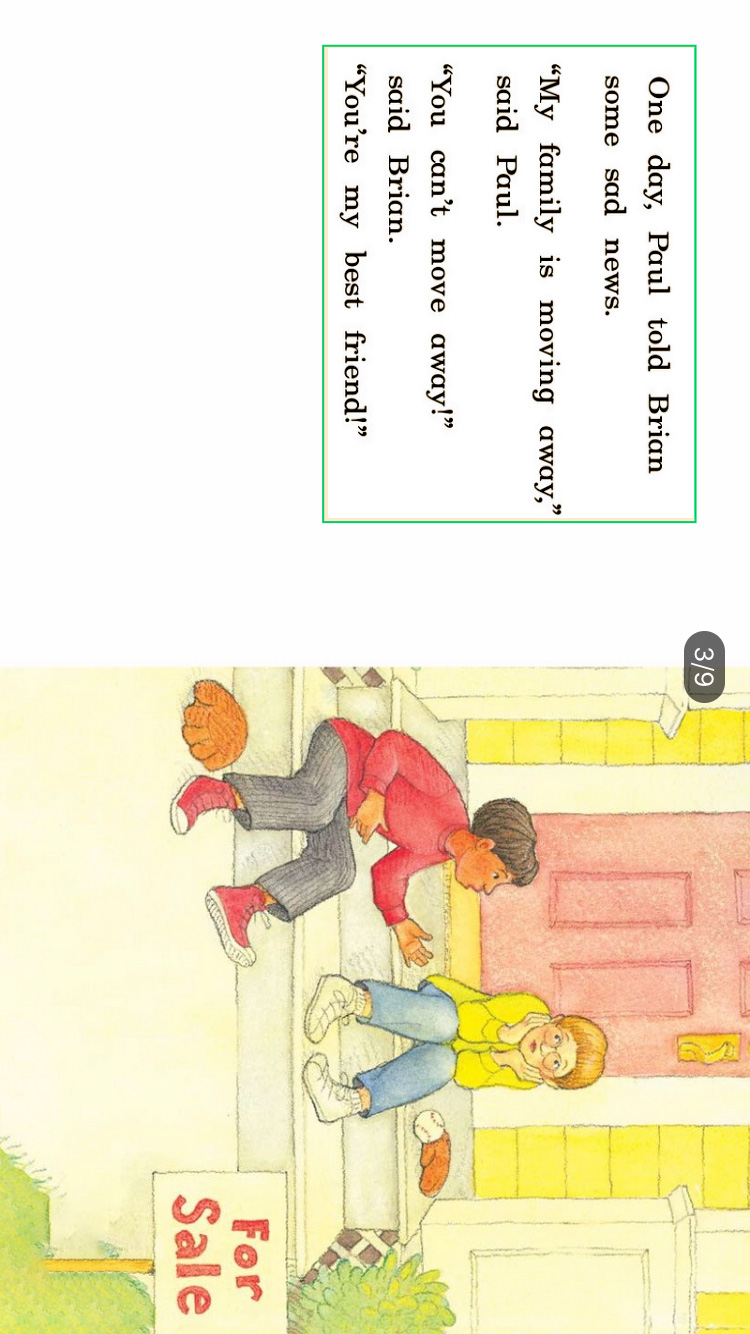 One day, Paul told Brian
some sad news.
“My family is moving away,”
said Paul.
“You can’t move away!”
said Brian.
“You’re my best friend!”
3/9
For
Sale